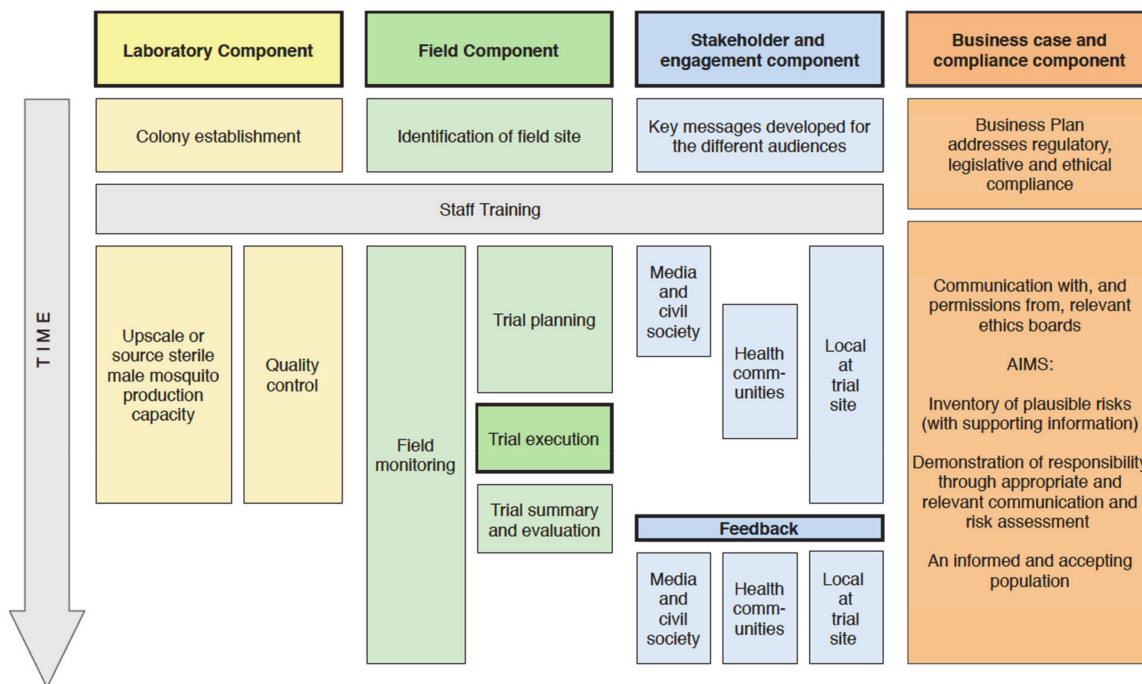 Laboratory Component
Field Component
Stakeholder and
engagement component
Business case and
compliance component
TIME
Colony establishment
Identification of field site
Key messages developed for
the different audiences
Business Plan
addresses regulatory,
legislative and ethical
compliance
Staff Training
Upscale or
source sterile
male mosquito
production
capacity
Quality
control
Field
monitoring
Trial planning
Trial execution
Trial summary
and evaluation
Media
and
civil
society
Health
comm-
unities
Local
at
trial
site
Feedback
Media
and
civil
society
Health
comm-
unities
Local
at
trial
site
Communication with, and
permissions from, relevant
ethics boards
AIMS:
Inventory of plausible risks
(with supporting information)
Demonstration of responsibility
through appropriate and
relevant communication and
risk assessment
An informed and accepting
population